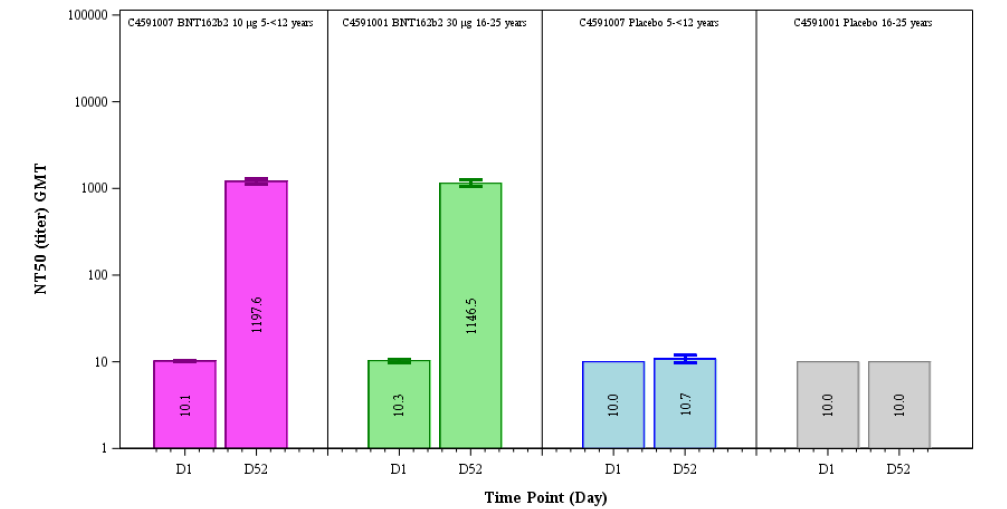 C4591007 BNT162b2 10 µg 5-<12 years
C4591001 BNT162b2 30 µg 16-25 years
C4591007 Placebo 5-<12 years
C4591001 Placebo 16-25 years
NT50 (titer) GMT
100000
10000
1000
100
10
1
10.1
1197.6
10.3
1146.5
10.0
10.7
10.0
10.0
D1
D52
D1
D52
D1
D52
D1
D52
Time Point (Day)